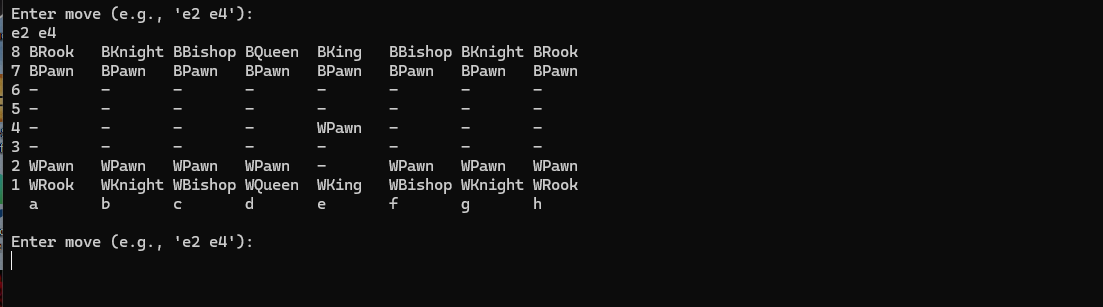 Enter move (e.g., 'e2 e4'):
e2 e4
8 BRook   BKnight BBishop BQueen  BKing   BBishop BKnight BRook
7 BPawn   BPawn   BPawn   BPawn   BPawn   BPawn   BPawn   BPawn
6 -       -       -       -       -       -       -       -
5 -       -       -       -       -       -       -       -
4 -       -       -       -       WPawn   -       -       -
3 -       -       -       -       -       -       -       -
2 WPawn   WPawn   WPawn   WPawn   -       WPawn   WPawn   WPawn
1 WRook   WKnight WBishop WQueen  WKing   WBishop WKnight WRook
  a       b       c       d       e       f       g       h
Enter move (e.g., 'e2 e4'):